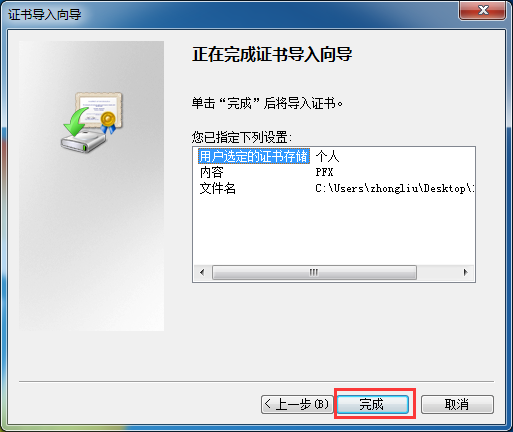 证书导入向导
正在完成证书导入向导
单击“完成”后将导入证书。
您已指定下列设置:
用户选定的证书存储 个人
内容 PFX
文件名 C:\Users\zhongliu\Desktop\
< 上一步(B) 完成 取消